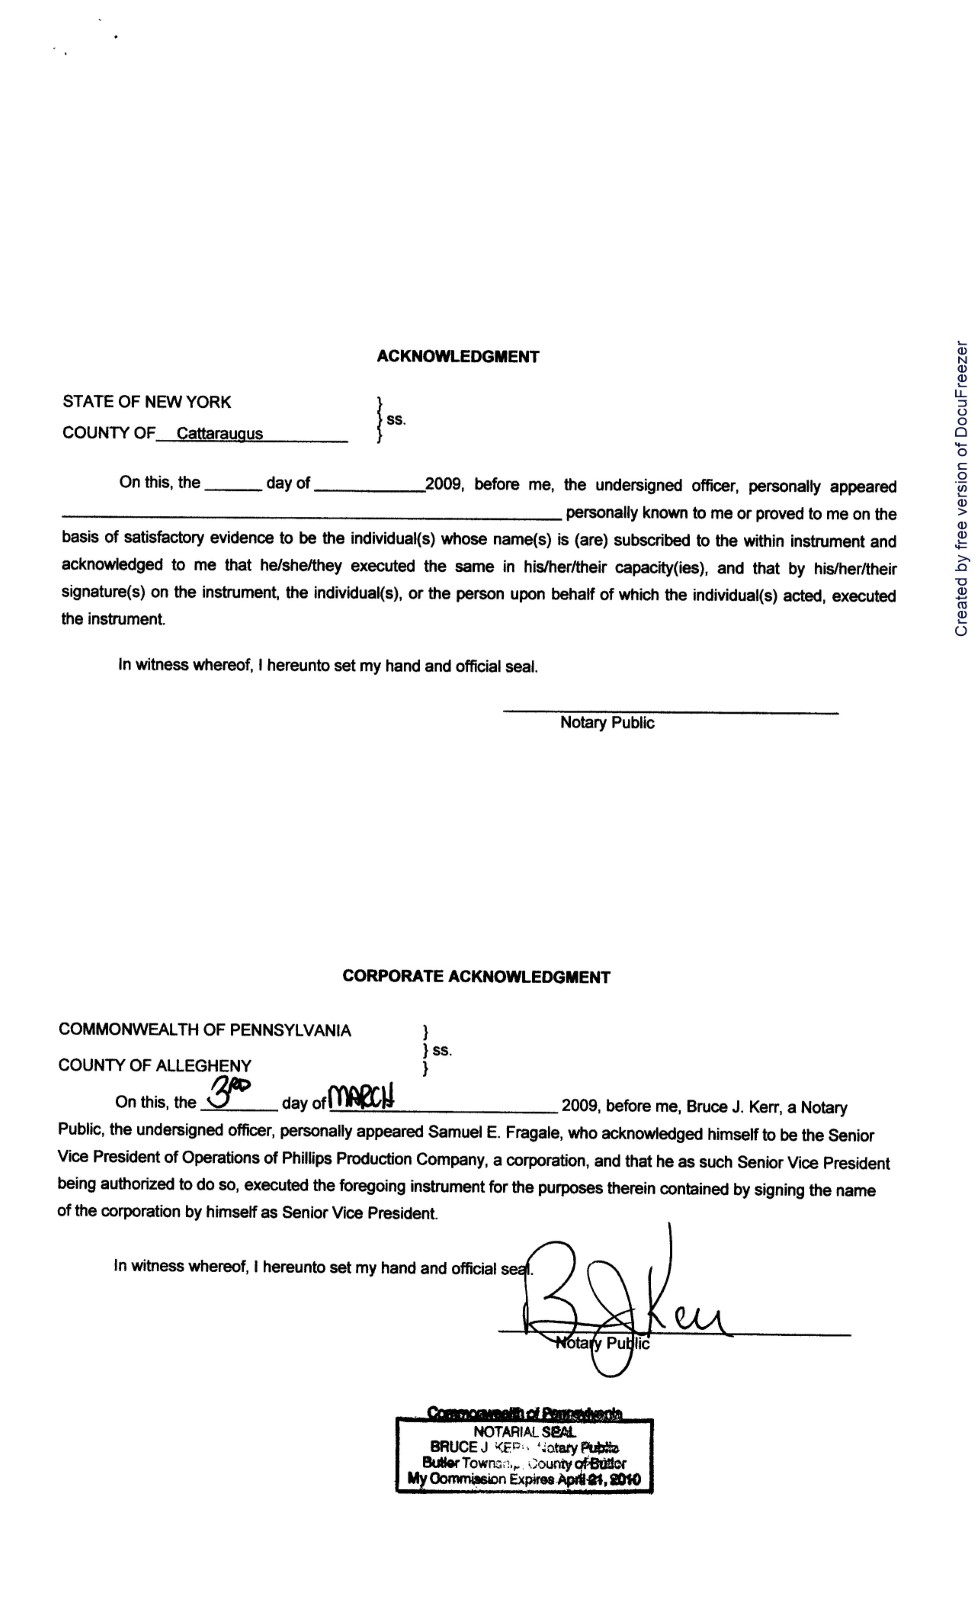 ACKNOWLEDGMENT
STATE OF NEW YORK
COUNTY OF Cattaraugus
} ss.
On this, the ______ day of ____________2009, before me, the undersigned officer, personally appeared
______________________________ personally known to me or proved to me on the
basis of satisfactory evidence to be the individual(s) whose name(s) is (are) subscribed to the within instrument and
acknowledged to me that he/she/they executed the same in his/her/their capacity(ies), and that by his/her/their
signature(s) on the instrument, the individual(s), or the person upon behalf of which the individual(s) acted, executed
the instrument.
In witness whereof, I hereunto set my hand and official seal.
Notary Public
CORPORATE ACKNOWLEDGMENT
COMMONWEALTH OF PENNSYLVANIA
} ss.
COUNTY OF ALLEGHENY
On this, the 3RD day of MARCH 2009, before me, Bruce J. Kerr, a Notary
Public, the undersigned officer, personally appeared Samuel E. Fragale, who acknowledged himself to be the Senior
Vice President of Operations of Phillips Production Company, a corporation, and that he as such Senior Vice President
being authorized to do so, executed the foregoing instrument for the purposes therein contained by signing the name
of the corporation by himself as Senior Vice President.
In witness whereof, I hereunto set my hand and official seal.
B J Kerr
Notary Public
Commonwealth of Pennsylvania
NOTARIAL SEAL
BRUCE J KERR, Notary Public
Butler Township, County of Butler
My Commission Expires April 21, 2010
Created by free version of DocuFreezer